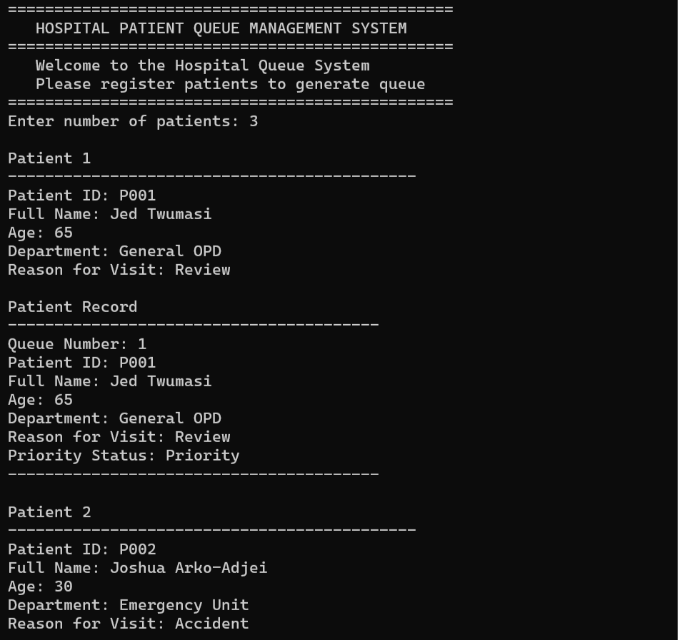 ================================================
HOSPITAL PATIENT QUEUE MANAGEMENT SYSTEM
================================================
Welcome to the Hospital Queue System
Please register patients to generate queue
================================================
Enter number of patients: 3
Patient 1
--------------------------------------------
Patient ID: P001
Full Name: Jed Twumasi
Age: 65
Department: General OPD
Reason for Visit: Review
Patient Record
----------------------------------------
Queue Number: 1
Patient ID: P001
Full Name: Jed Twumasi
Age: 65
Department: General OPD
Reason for Visit: Review
Priority Status: Priority
----------------------------------------
Patient 2
--------------------------------------------
Patient ID: P002
Full Name: Joshua Arko-Adjei
Age: 30
Department: Emergency Unit
Reason for Visit: Accident